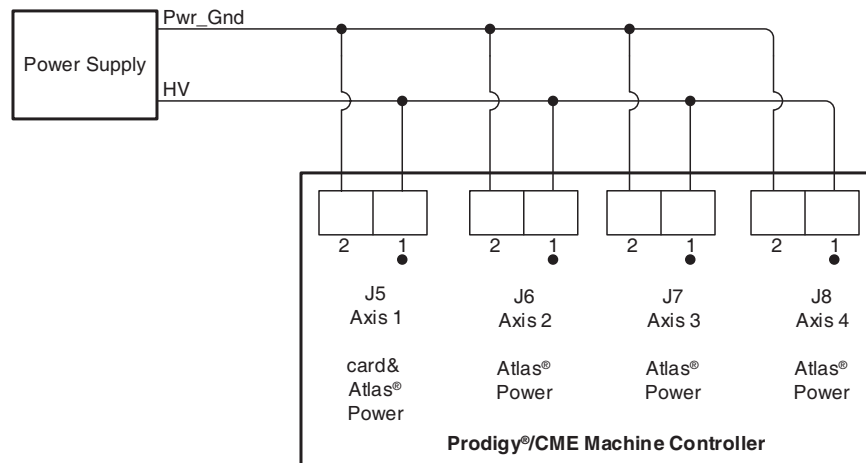 Pwr_Gnd
Power Supply
HV
2 1 2 1 2 1 2 1
J5 J6 J7 J8
Axis 1 Axis 2 Axis 3 Axis 4
card& Atlas® Atlas® Atlas®
Atlas® Power Power Power
Power
Prodigy®/CME Machine Controller